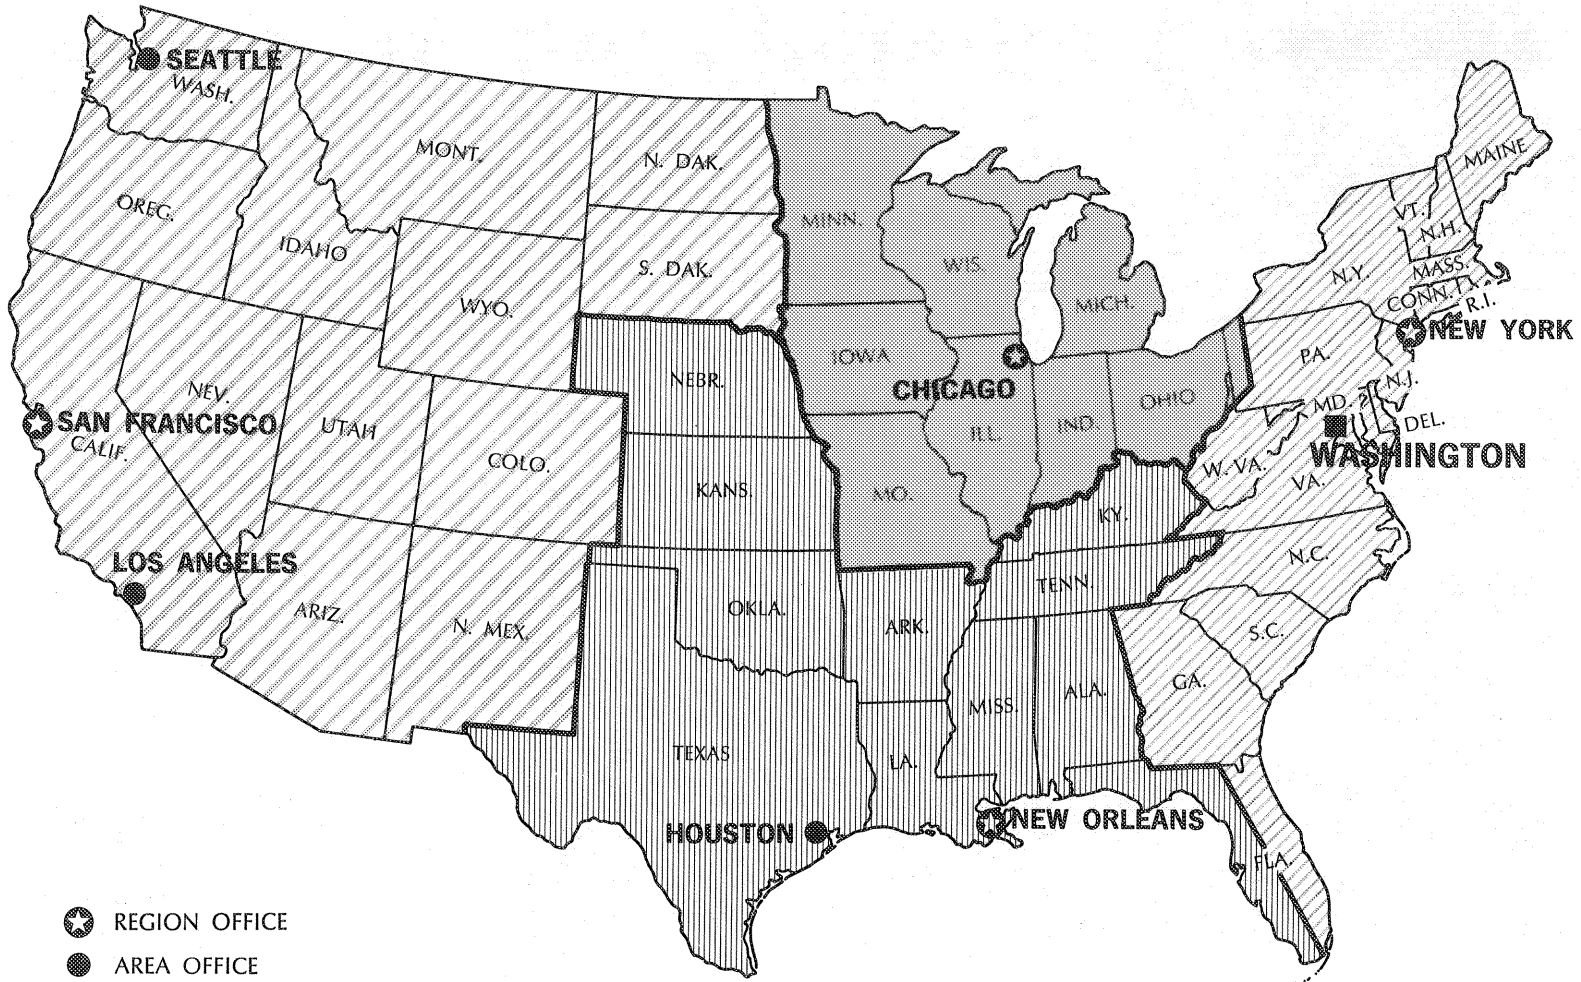 SEATTLE
WASH.
MONT.
N. DAK.
MINN.
MAINE
OREG.
IDAHO
VT.
N.H.
WIS.
S. DAK.
N.Y.
MASS.
WYO.
MICH.
CONN.
R.I.
NEW YORK
IOWA
PA.
CHICAGO
NEBR.
NEV.
OHIO
N.J.
MD.
DEL.
SAN FRANCISCO
CALIF.
UTAH
ILL.
IND.
WASHINGTON
COLO.
W. VA.
VA.
KANS.
MO.
KY.
LOS ANGELES
N.C.
TENN.
ARIZ.
N. MEX.
OKLA.
ARK.
S.C.
GA.
MISS.
ALA.
TEXAS
LA.
HOUSTON
NEW ORLEANS
FLA.
REGION OFFICE
AREA OFFICE